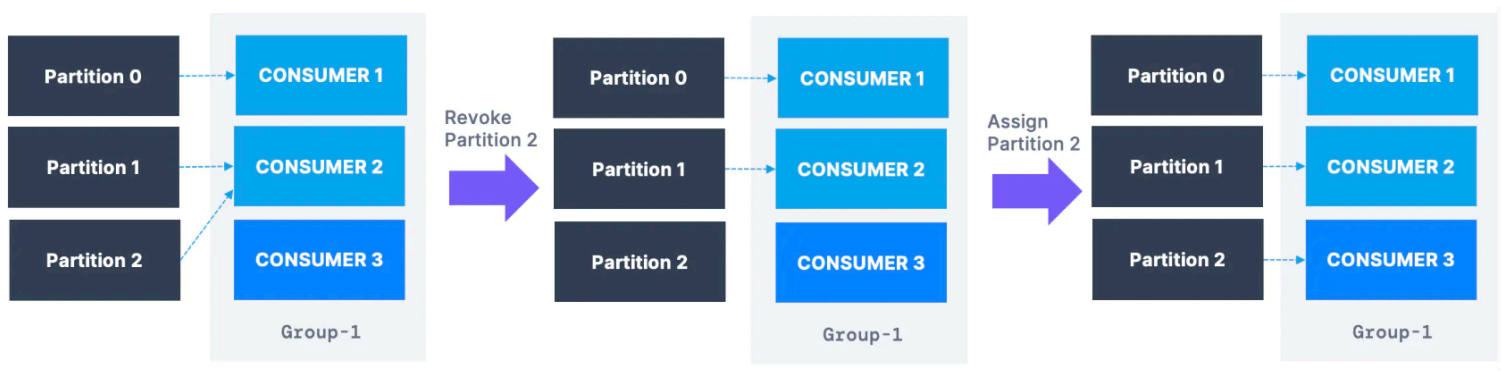 Partition 0
CONSUMER 1
Partition 1
CONSUMER 2
Partition 2
CONSUMER 3
Group-1
Revoke
Partition 2
Partition 0
CONSUMER 1
Partition 1
CONSUMER 2
Partition 2
CONSUMER 3
Group-1
Assign
Partition 2
Partition 0
CONSUMER 1
Partition 1
CONSUMER 2
Partition 2
CONSUMER 3
Group-1